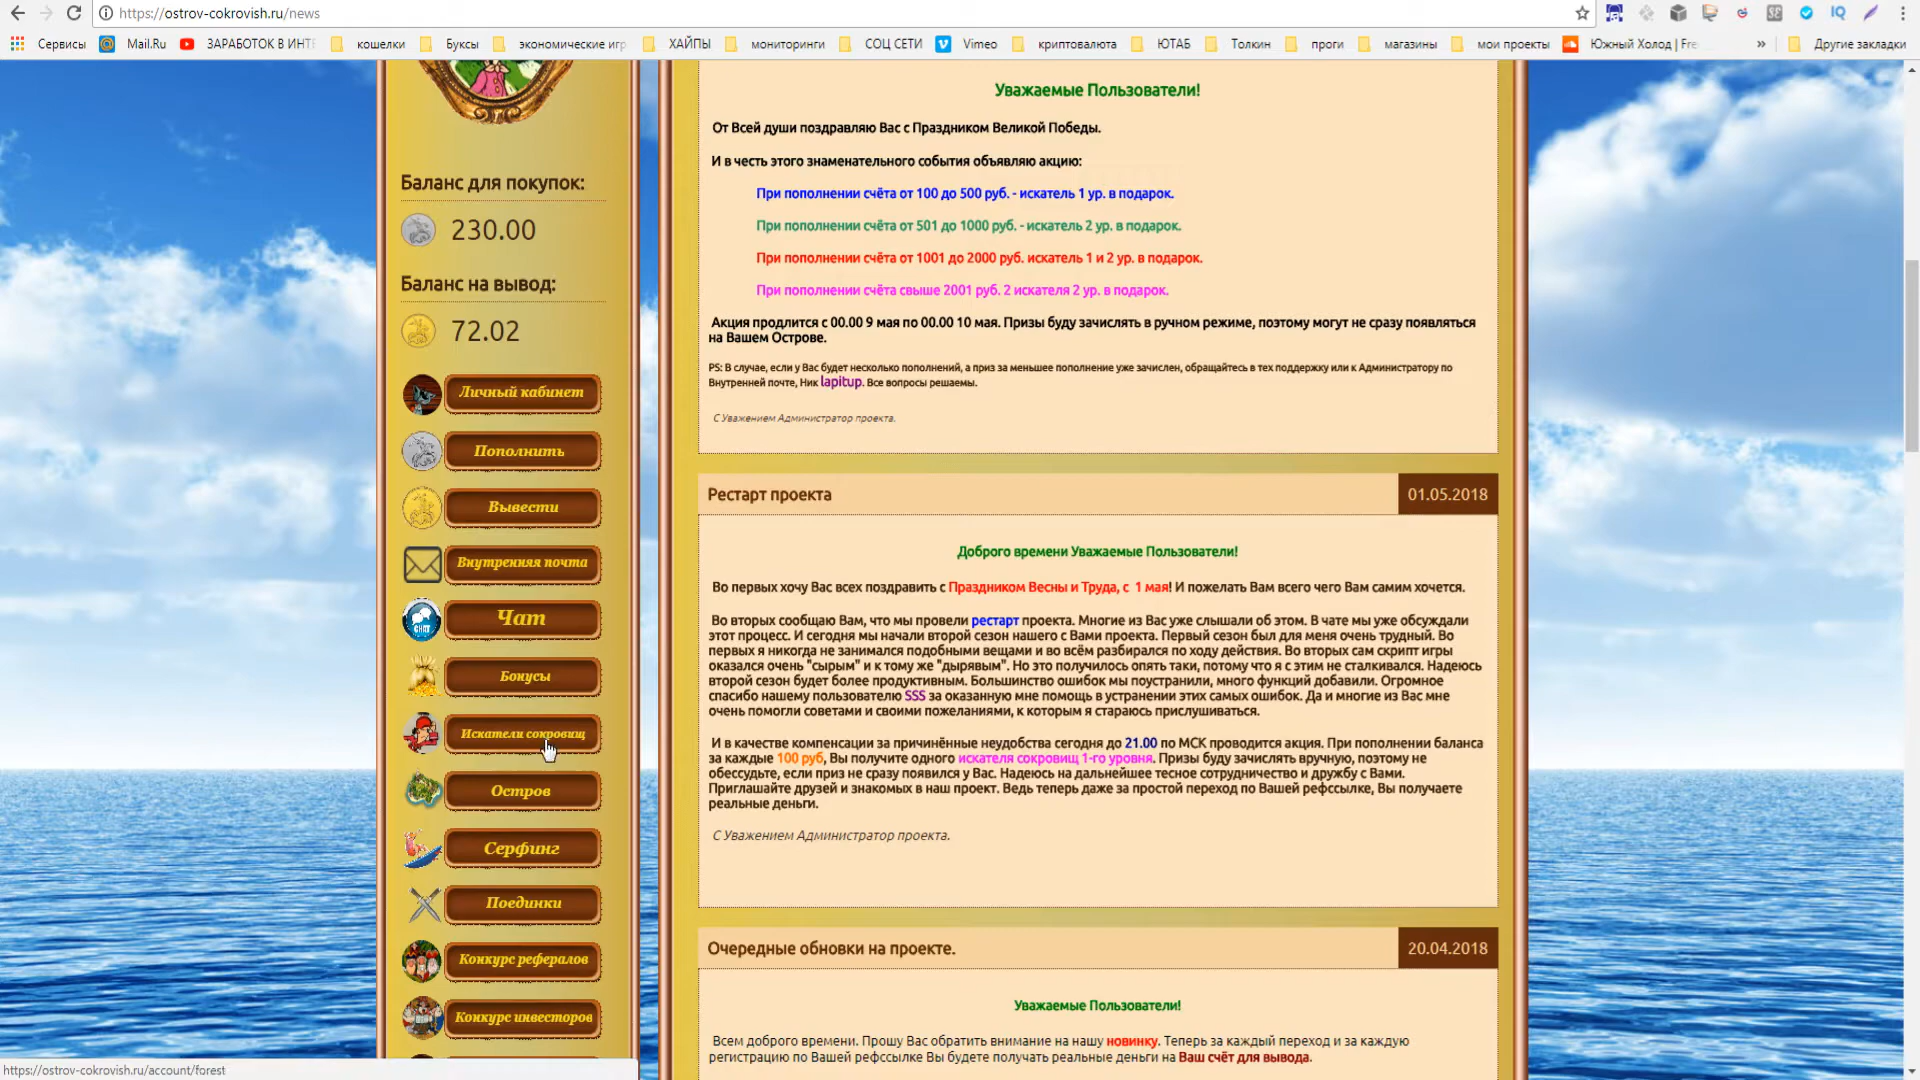 https://ostrov-cokrovish.ru/news
Сервисы
Mail.Ru
ЗАРАБОТОК В ИНТ
кошелки
Буксы
экономические игр
ХАЙПЫ
мониторинги
СОЦ СЕТИ
Vimeo
криптовалюта
ЮТАБ
Толкин
проги
магазины
мои проекты
Южный Холод | Fre
»
Другие закладки
Баланс для покупок:
230.00
Баланс на вывод:
72.02
Личный кабинет
Пополнить
Вывести
Внутренняя почта
Чат
Бонусы
Искатели сокровищ
Остров
Серфинг
Поединки
Конкурс рефералов
Конкурс инвесторов
Уважаемые Пользователи!
От Всей души поздравляю Вас с Праздником Великой Победы.
И в честь этого знаменательного события объявляю акцию:
При пополнении счёта от 100 до 500 руб. - искатель 1 ур. в подарок.
При пополнении счёта от 501 до 1000 руб. - искатель 2 ур. в подарок.
При пополнении счёта от 1001 до 2000 руб. искатель 1 и 2 ур. в подарок.
При пополнении счёта свыше 2001 руб. 2 искателя 2 ур. в подарок.
Акция продлится с 00.00 9 мая по 00.00 10 мая. Призы буду зачислять в ручном режиме, поэтому могут не сразу появляться
на Вашем Острове.
PS: В случае, если у Вас будет несколько пополнений, а приз за меньшее пополнение уже зачислен, обращайтесь в тех поддержку или к Администратору по
Внутренней почте, Ник lapitup. Все вопросы решаемы.
С Уважением Администратор проекта.
Рестарт проекта
01.05.2018
Доброго времени Уважаемые Пользователи!
Во первых хочу Вас всех поздравить с Праздником Весны и Труда, с 1 мая! И пожелать Вам всего чего Вам самим хочется.
Во вторых сообщаю Вам, что мы провели рестарт проекта. Многие из Вас уже слышали об этом. В чате мы уже обсуждали
этот процесс. И сегодня мы начали второй сезон нашего с Вами проекта. Первый сезон был для меня очень трудный. Во
первых я никогда не занимался подобными вещами и во всём разбирался по ходу действия. Во вторых сам скрипт игры
оказался очень "сырым" и к тому же "дырявым". Но это получилось опять таки, потому что я с этим не сталкивался. Надеюсь
второй сезон будет более продуктивным. Большинство ошибок мы поустранили, много функций добавили. Огромное
спасибо нашему пользователю SSS за оказанную мне помощь в устранении этих самых ошибок. Да и многие из Вас мне
очень помогли советами и своими пожеланиями, к которым я стараюсь прислушиваться.
И в качестве компенсации за причинённые неудобства сегодня до 21.00 по МСК проводится акция. При пополнении баланса
за каждые 100 руб, Вы получите одного искателя сокровищ 1-го уровня. Призы буду зачислять вручную, поэтому не
обессудьте, если приз не сразу появился у Вас. Надеюсь на дальнейшее тесное сотрудничество и дружбу с Вами.
Приглашайте друзей и знакомых в наш проект. Ведь теперь даже за простой переход по Вашей рефссылке, Вы получаете
реальные деньги.
С Уважением Администратор проекта.
Очередные обновки на проекте.
20.04.2018
Уважаемые Пользователи!
Всем доброго времени. Прошу Вас обратить внимание на нашу новинку. Теперь за каждый переход и за каждую
регистрацию по Вашей рефссылке Вы будете получать реальные деньги на Ваш счёт для вывода.
https://ostrov-cokrovish.ru/account/forest